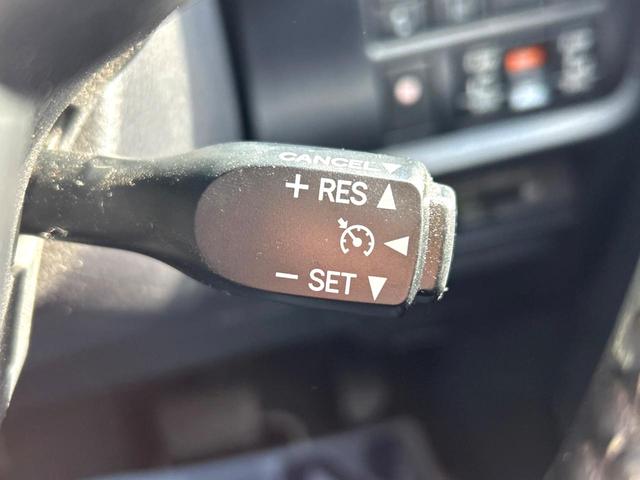 CANCEL ▼
+ RES ▲
◀
− SET ▼